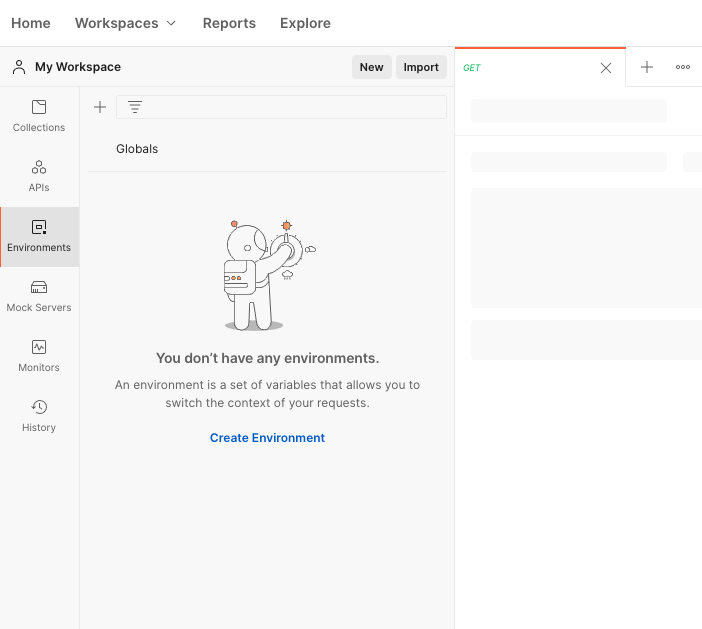 Home Workspaces Reports Explore
My Workspace New Import
GET
Collections
APIs
Environments
Mock Servers
Monitors
History
Globals
You don’t have any environments.
An environment is a set of variables that allows you to
switch the context of your requests.
Create Environment